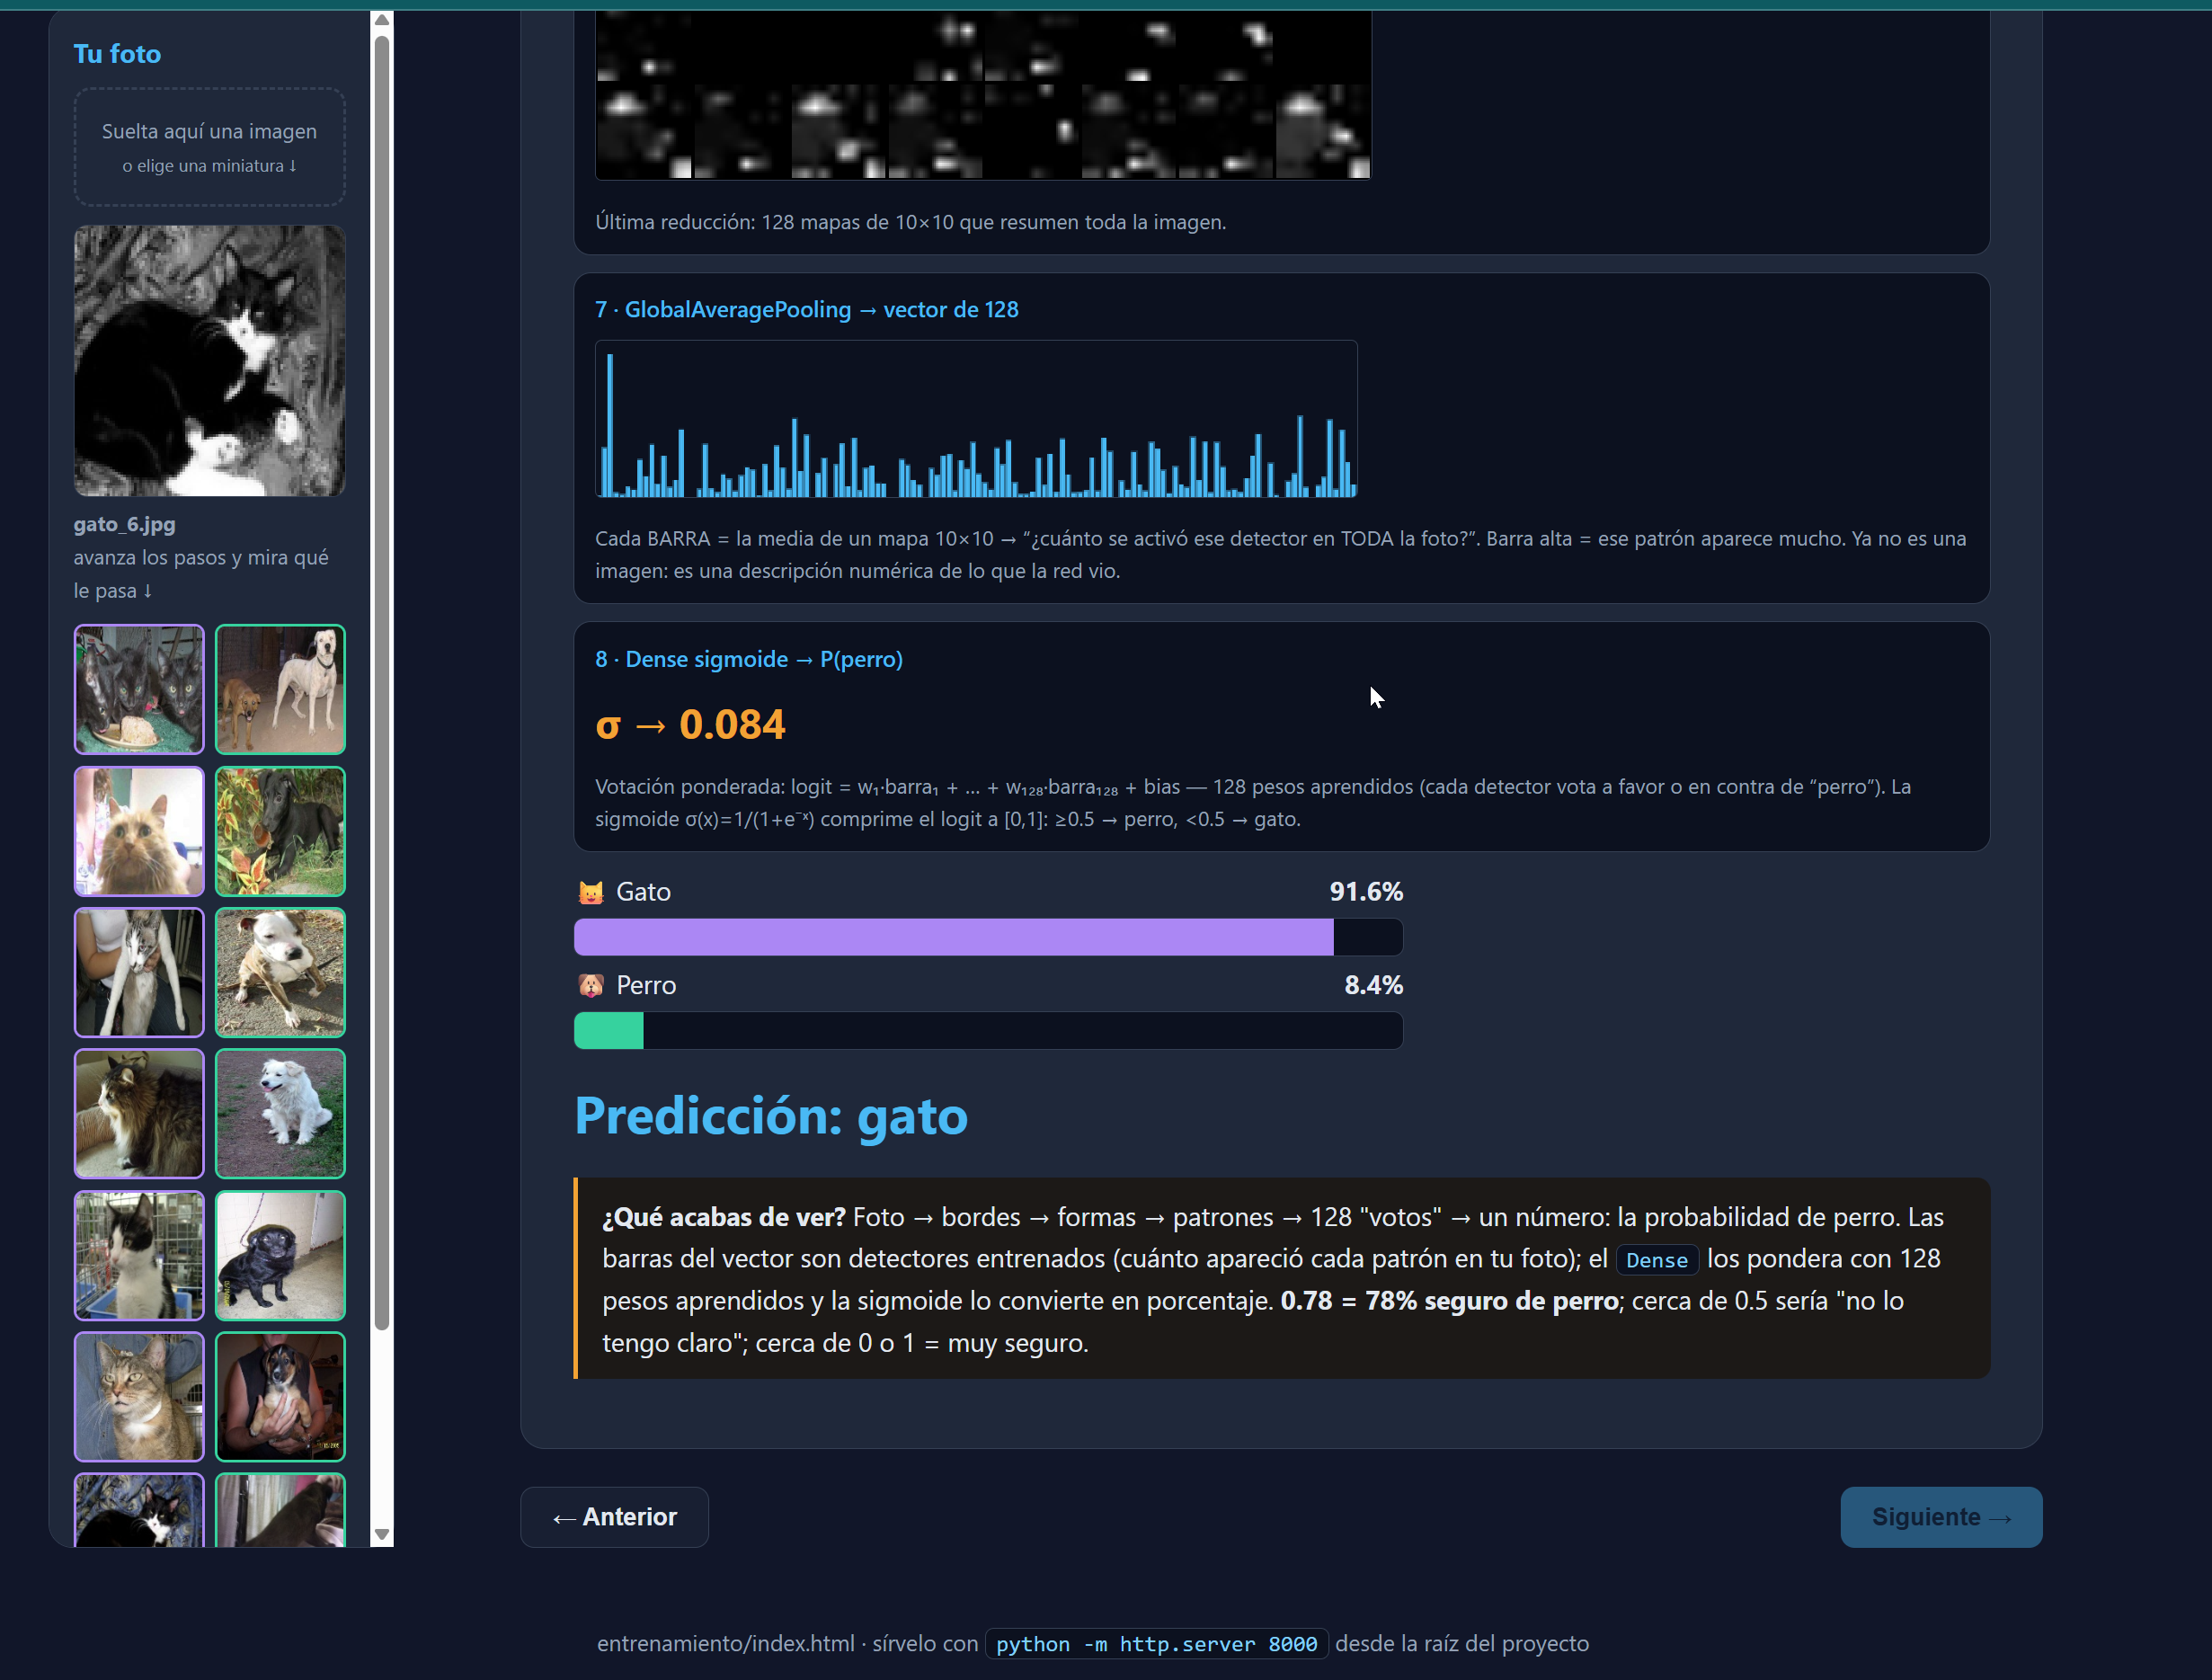 Tu foto
Suelta aquí una imagen
o elige una miniatura ↓
gato_6.jpg
avanza los pasos y mira qué
le pasa ↓
Última reducción: 128 mapas de 10×10 que resumen toda la imagen.
7 · GlobalAveragePooling → vector de 128
Cada BARRA = la media de un mapa 10×10 → “¿cuánto se activó ese detector en TODA la foto?”. Barra alta = ese patrón aparece mucho. Ya no es una
imagen: es una descripción numérica de lo que la red vio.
8 · Dense sigmoide → P(perro)
σ → 0.084
Votación ponderada: logit = w₁·barra₁ + … + w₁₂₈·barra₁₂₈ + bias — 128 pesos aprendidos (cada detector vota a favor o en contra de “perro”). La
sigmoide σ(x)=1/(1+e⁻ˣ) comprime el logit a [0,1]: ≥0.5 → perro, <0.5 → gato.
Gato 91.6%
Perro 8.4%
Predicción: gato
¿Qué acabas de ver? Foto → bordes → formas → patrones → 128 "votos" → un número: la probabilidad de perro. Las
barras del vector son detectores entrenados (cuánto apareció cada patrón en tu foto); el Dense los pondera con 128
pesos aprendidos y la sigmoide lo convierte en porcentaje. 0.78 = 78% seguro de perro; cerca de 0.5 sería "no lo
tengo claro"; cerca de 0 o 1 = muy seguro.
← Anterior
Siguiente →
entrenamiento/index.html · sírvelo con python -m http.server 8000 desde la raíz del proyecto